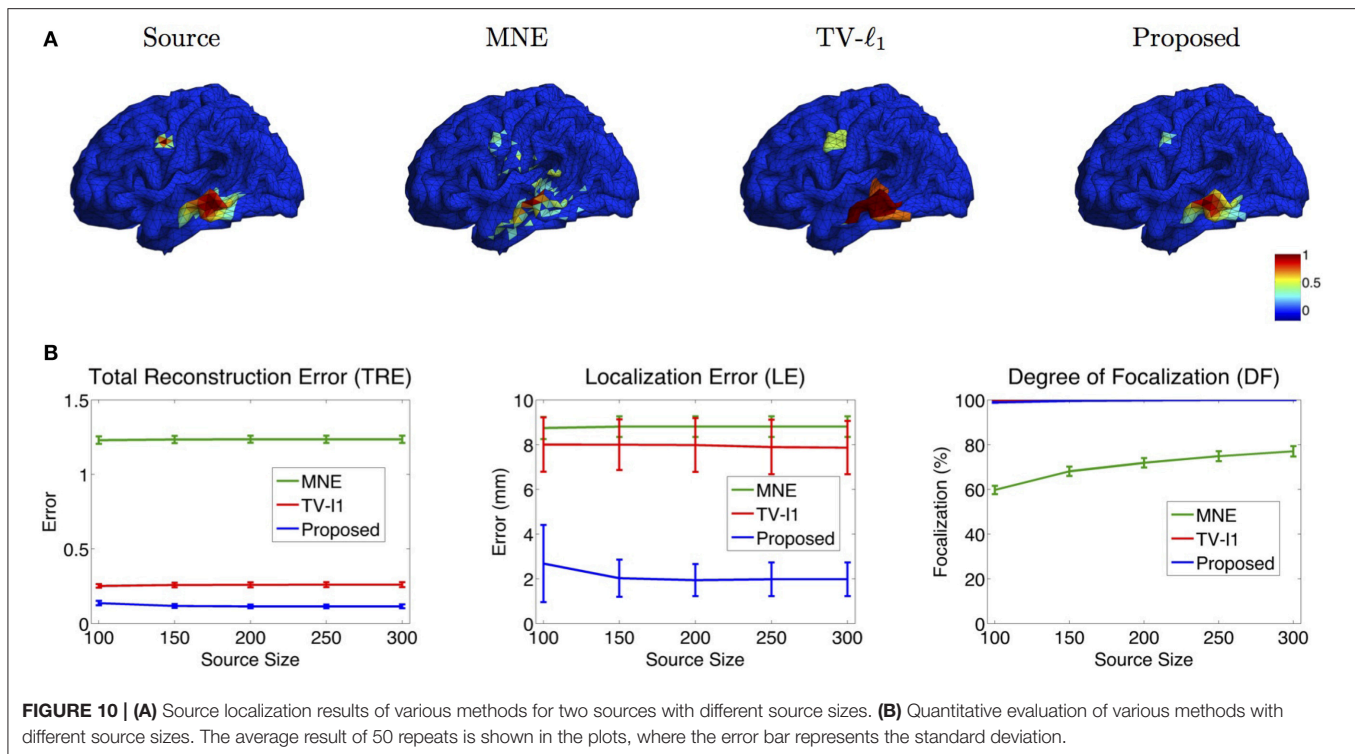 A
Source
MNE
TV-ℓ1
Proposed
1
0.5
0
B
Total Reconstruction Error (TRE)
1.5
1
0.5
0
Error
MNE
TV-l1
Proposed
100 150 200 250 300
Source Size
Localization Error (LE)
10
8
6
4
2
0
Error (mm)
MNE
TV-l1
Proposed
100 150 200 250 300
Source Size
Degree of Focalization (DF)
100
80
60
40
20
0
Focalization (%)
MNE
TV-l1
Proposed
100 150 200 250 300
Source Size
FIGURE 10 | (A) Source localization results of various methods for two sources with different source sizes. (B) Quantitative evaluation of various methods with
different source sizes. The average result of 50 repeats is shown in the plots, where the error bar represents the standard deviation.